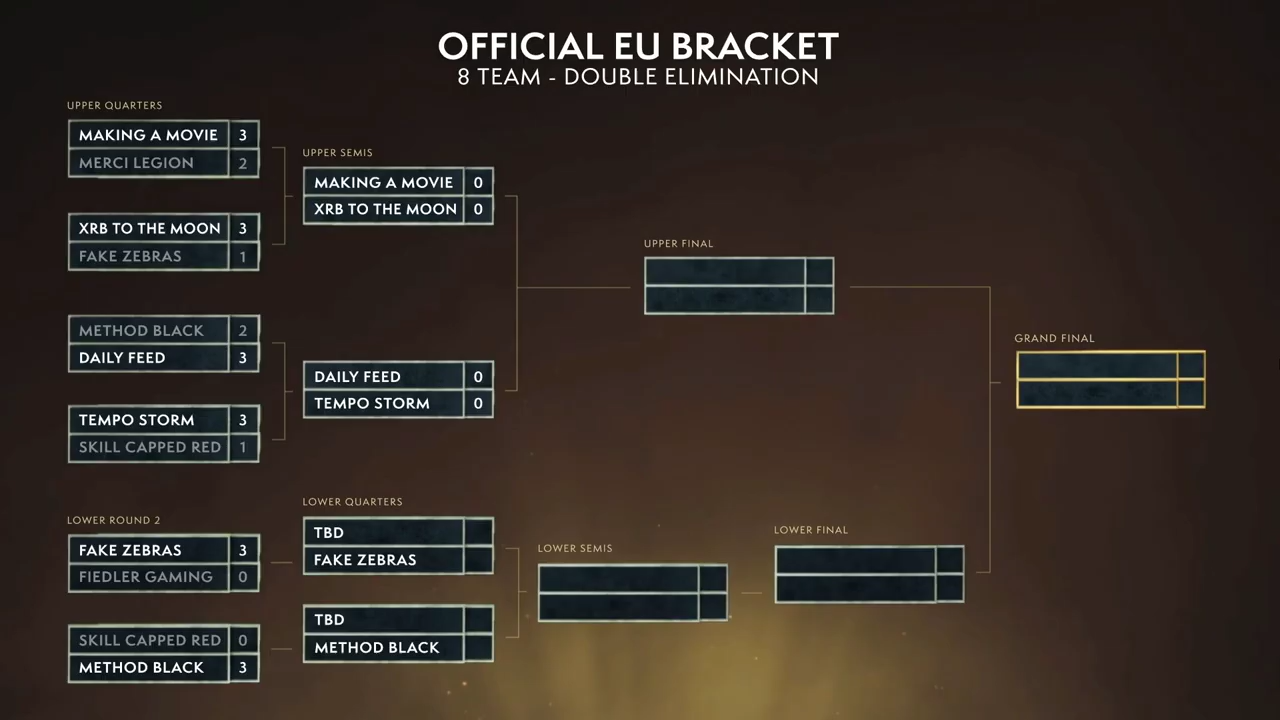 OFFICIAL EU BRACKET
8 TEAM - DOUBLE ELIMINATION
UPPER QUARTERS
MAKING A MOVIE 3
MERCI LEGION 2
XRB TO THE MOON 3
FAKE ZEBRAS 1
METHOD BLACK 2
DAILY FEED 3
TEMPO STORM 3
SKILL CAPPED RED 1
UPPER SEMIS
MAKING A MOVIE 0
XRB TO THE MOON 0
DAILY FEED 0
TEMPO STORM 0
UPPER FINAL
GRAND FINAL
LOWER ROUND 2
FAKE ZEBRAS 3
FIEDLER GAMING 0
SKILL CAPPED RED 0
METHOD BLACK 3
LOWER QUARTERS
TBD
FAKE ZEBRAS
TBD
METHOD BLACK
LOWER SEMIS
LOWER FINAL